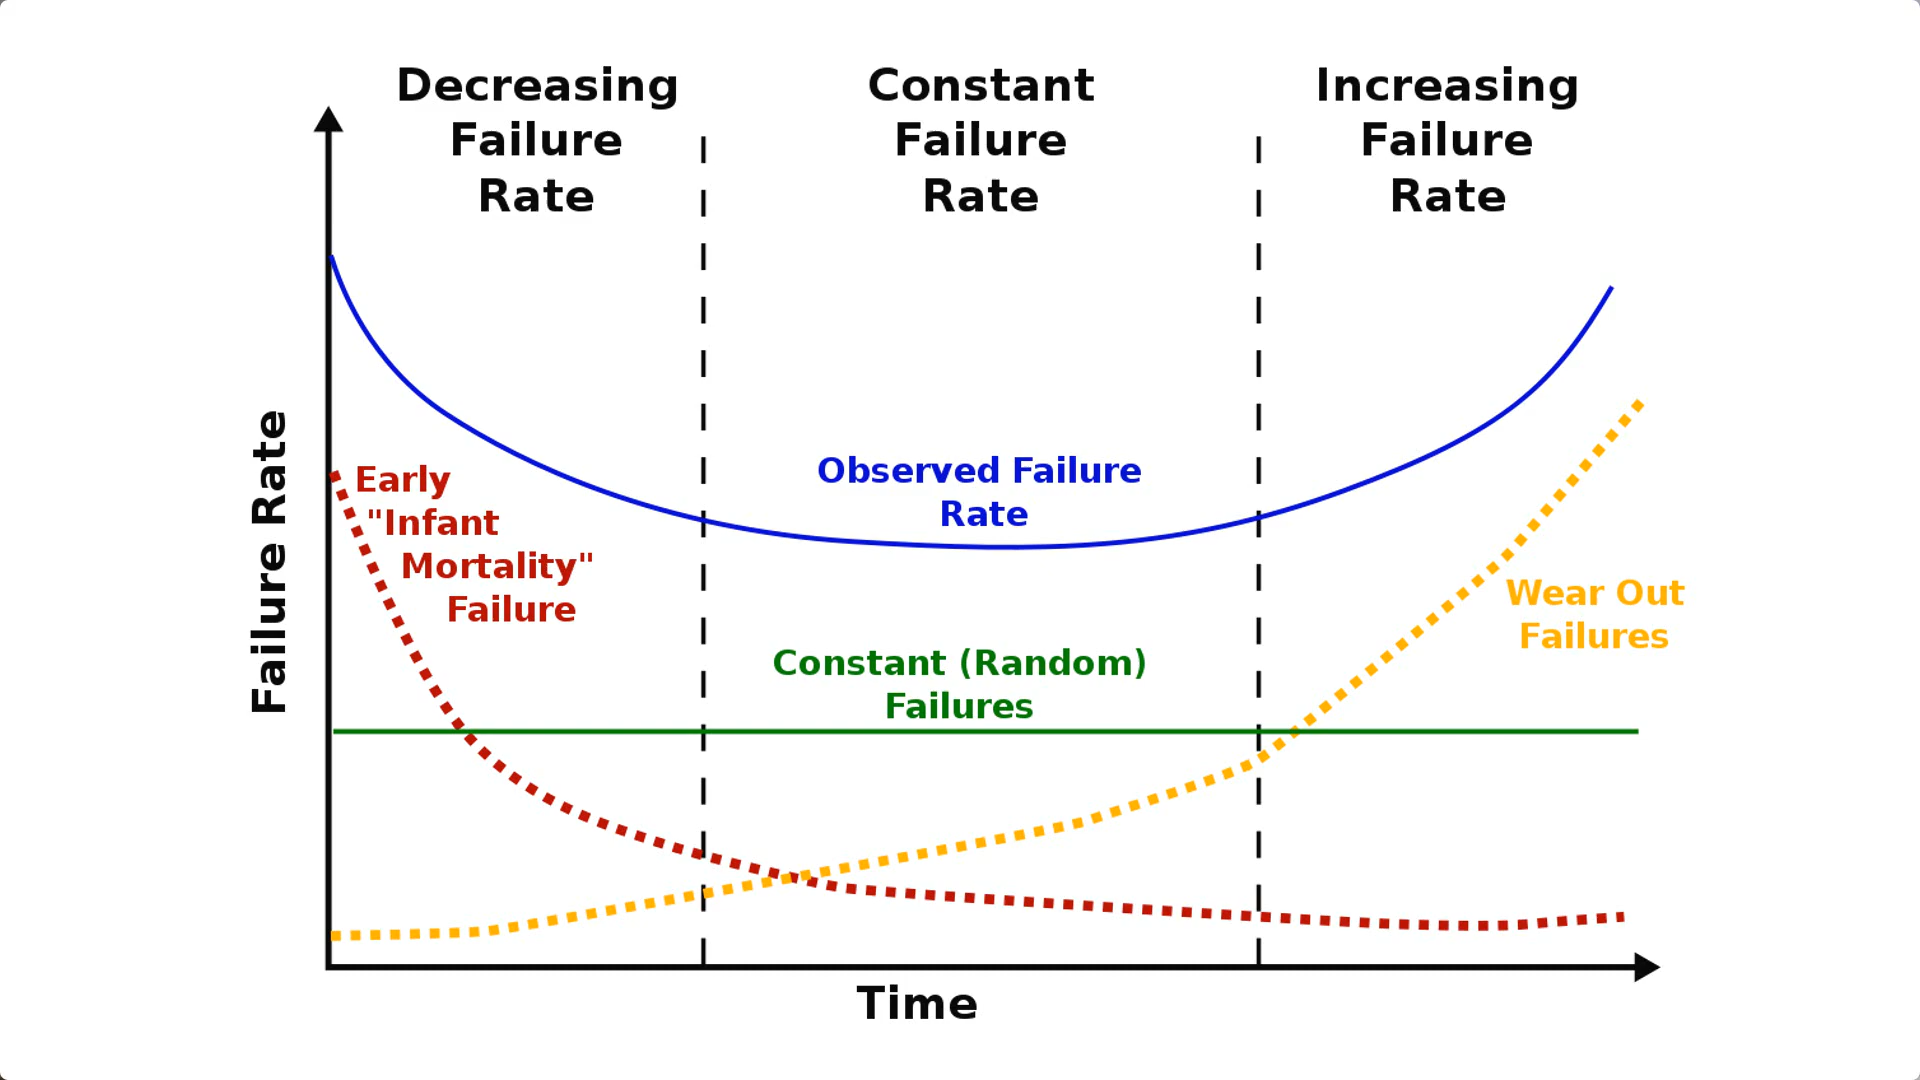 Decreasing
Failure
Rate
Constant
Failure
Rate
Increasing
Failure
Rate
Failure Rate
Early
"Infant
Mortality"
Failure
Observed Failure
Rate
Constant (Random)
Failures
Wear Out
Failures
Time